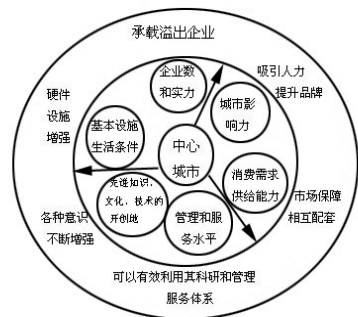 承载溢出企业
硬件
设施
增强
企业数
和实力
吸引人力
提升品牌
城市影
响力
基本设施
生活条件
中心
城市
先进知识、
文化、技术的
开创地
消费需求
供给能力
管理和服
务水平
市场保障
相互配套
各种意识
不断增强
可以有效利用其科研和管理
服务体系